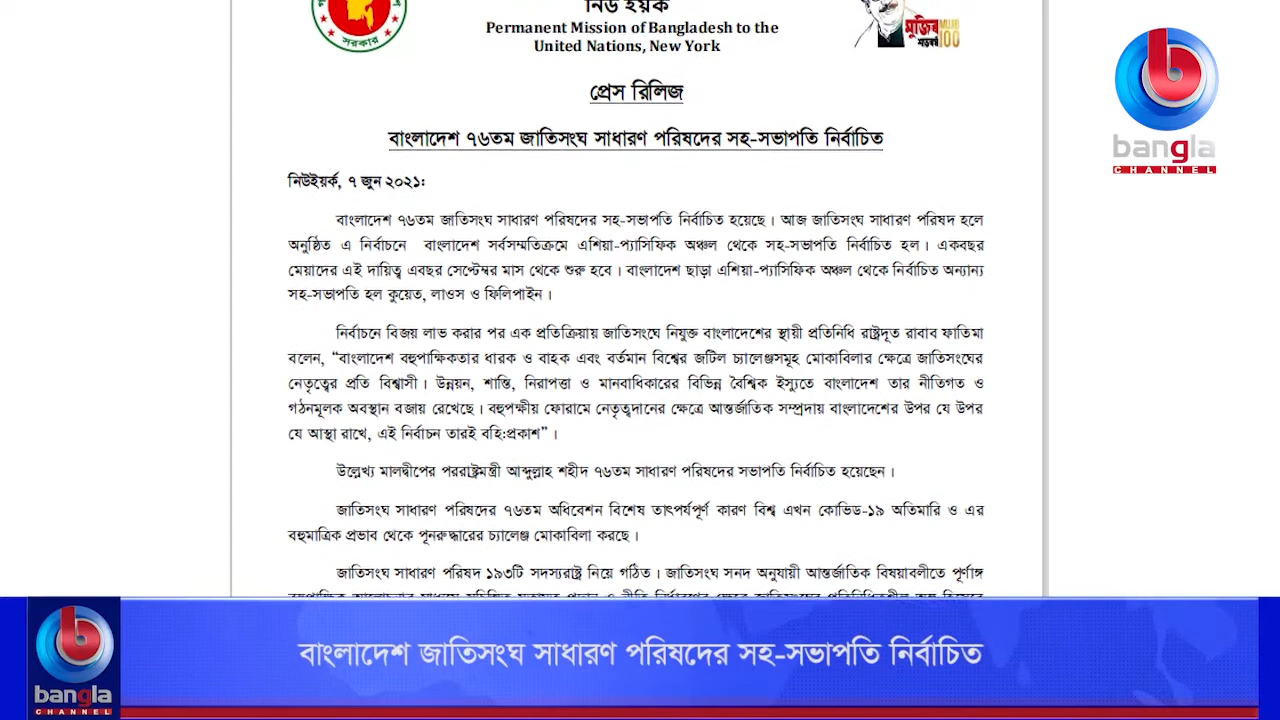 নিউ ইয়র্ক
Permanent Mission of Bangladesh to the
United Nations, New York
সরকার
মুজিব
শতবর্ষ
MUJIB
100
bangla
CHANNEL
প্রেস রিলিজ
বাংলাদেশ ৭৬তম জাতিসংঘ সাধারণ পরিষদের সহ-সভাপতি নির্বাচিত
নিউইয়র্ক, ৭ জুন ২০২১:
বাংলাদেশ ৭৬তম জাতিসংঘ সাধারণ পরিষদের সহ-সভাপতি নির্বাচিত হয়েছে। আজ জাতিসংঘ সাধারণ পরিষদ হলে
অনুষ্ঠিত এ নির্বাচনে বাংলাদেশ সর্বসম্মতিক্রমে এশিয়া-প্যাসিফিক অঞ্চল থেকে সহ-সভাপতি নির্বাচিত হল। একবছর
মেয়াদের এই দায়িত্ব এবছর সেপ্টেম্বর মাস থেকে শুরু হবে। বাংলাদেশ ছাড়া এশিয়া-প্যাসিফিক অঞ্চল থেকে নির্বাচিত অন্যান্য
সহ-সভাপতি হল কুয়েত, লাওস ও ফিলিপাইন।
নির্বাচনে বিজয় লাভ করার পর এক প্রতিক্রিয়ায় জাতিসংঘে নিযুক্ত বাংলাদেশের স্থায়ী প্রতিনিধি রাষ্ট্রদূত রাবাব ফাতিমা
বলেন, “বাংলাদেশ বহুপাক্ষিকতার ধারক ও বাহক এবং বর্তমান বিশ্বের জটিল চ্যালেঞ্জসমূহ মোকাবিলার ক্ষেত্রে জাতিসংঘের
নেতৃত্বের প্রতি বিশ্বাসী। উন্নয়ন, শান্তি, নিরাপত্তা ও মানবাধিকারের বিভিন্ন বৈশ্বিক ইস্যুতে বাংলাদেশ তার নীতিগত ও
গঠনমূলক অবস্থান বজায় রেখেছে। বহুপক্ষীয় ফোরামে নেতৃত্বদানের ক্ষেত্রে আন্তর্জাতিক সম্প্রদায় বাংলাদেশের উপর যে উপর
যে আস্থা রাখে, এই নির্বাচন তারই বহি:প্রকাশ”।
উল্লেখ্য মালদ্বীপের পররাষ্ট্রমন্ত্রী আব্দুল্লাহ শহীদ ৭৬তম সাধারণ পরিষদের সভাপতি নির্বাচিত হয়েছেন।
জাতিসংঘ সাধারণ পরিষদের ৭৬তম অধিবেশন বিশেষ তাৎপর্যপূর্ণ কারণ বিশ্ব এখন কোভিড-১৯ অতিমারি ও এর
বহুমাত্রিক প্রভাব থেকে পূনরুদ্ধারের চ্যালেঞ্জ মোকাবিলা করছে।
জাতিসংঘ সাধারণ পরিষদ ১৯৩টি সদস্যরাষ্ট্র নিয়ে গঠিত। জাতিসংঘ সনদ অনুযায়ী আন্তর্জাতিক বিষয়াবলীতে পূর্ণাঙ্গ
বাংলাদেশ জাতিসংঘ সাধারণ পরিষদের সহ-সভাপতি নির্বাচিত
bangla
CHANNEL